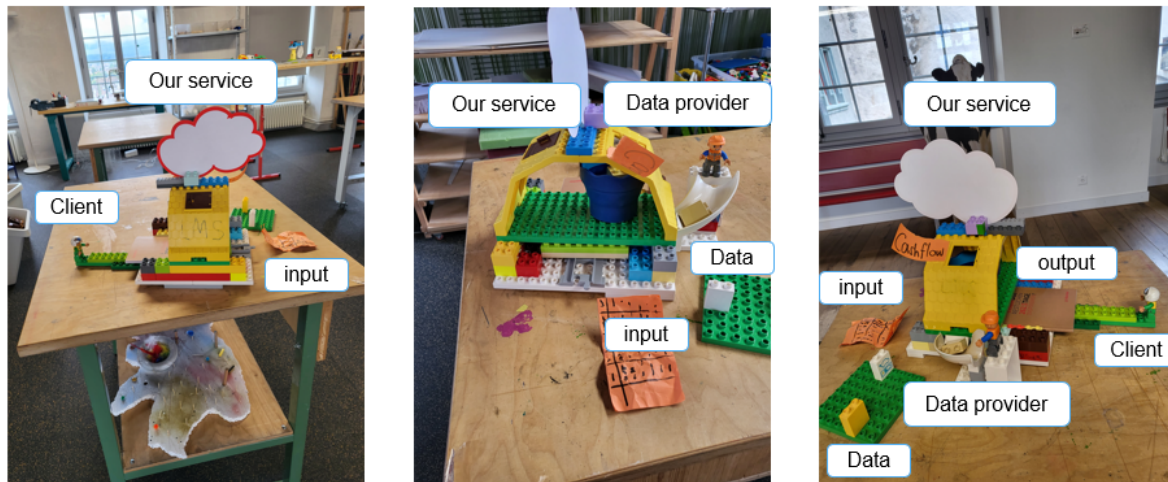 Our service
Client
input
Our service
Data provider
Data
input
Our service
Cashflow
output
input
Client
Data provider
Data